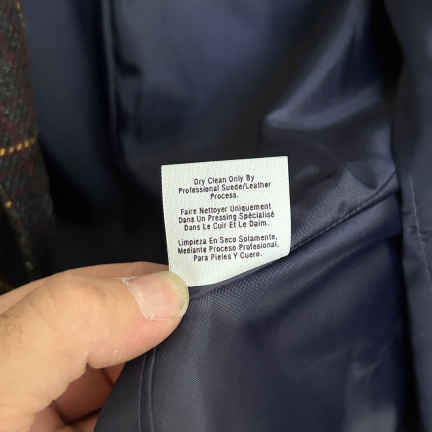 Dry Clean Only By
Professional Suede/Leather
Process.
Faire Nettoyer Uniquement
Dans Un Pressing Spécialisé
Dans Le Cuir Et Le Daim.
Limpieza En Seco Solamente,
Mediante Proceso Profesional,
Para Pieles Y Cuero.